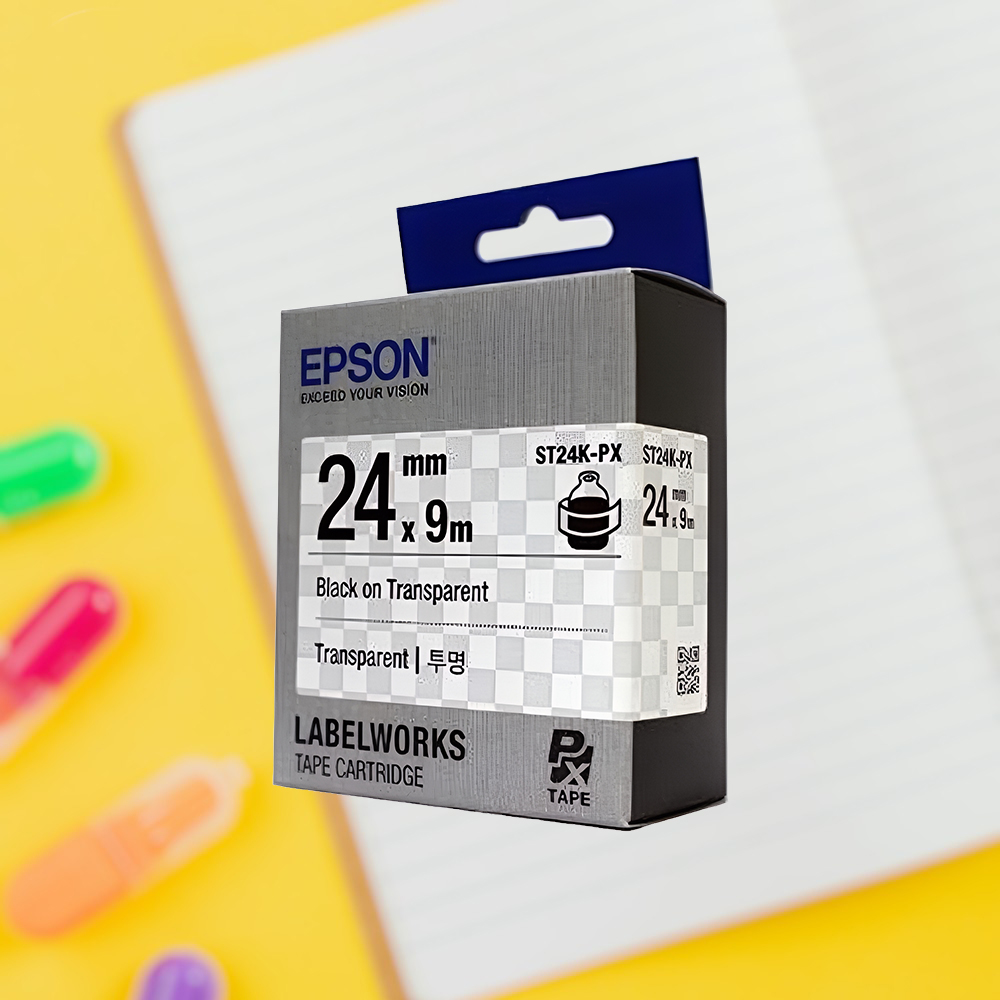 EPSON
EXCEED YOUR VISION
24 mm x 9m
ST24K-PX
Black on Transparent
Transparent | 투명
LABELWORKS
TAPE CARTRIDGE
Px
TAPE
ST24K-PX
24 mm x 9m